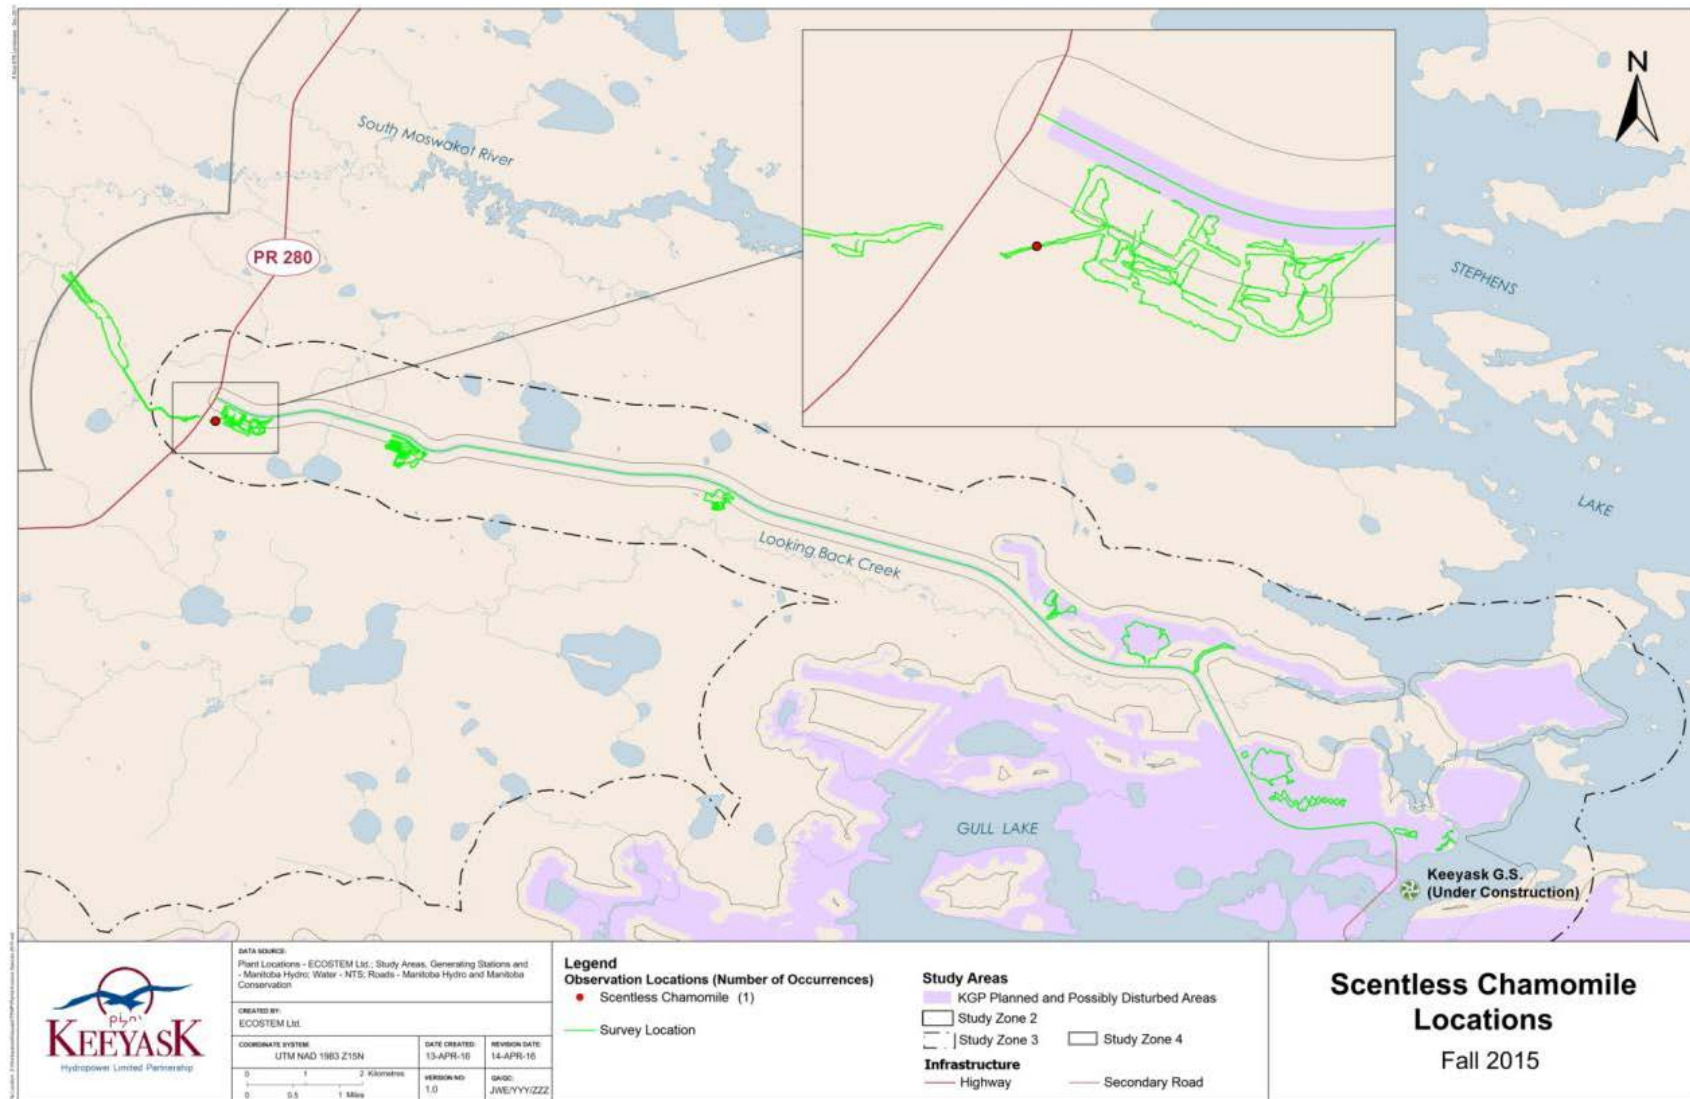 N
South Moswakot River
PR 280
STEPHENS
LAKE
Looking Back Creek
GULL LAKE
Keeyask G.S.
(Under Construction)
KEEYASK
Hydropower Limited Partnership
DATA SOURCE:
Plant Locations - ECOSTEM Ltd.; Study Areas, Generating Stations and
- Manitoba Hydro; Water - NTS; Roads - Manitoba Hydro and Manitoba
Conservation
CREATED BY:
ECOSTEM Ltd.
COORDINATE SYSTEM:
UTM NAD 1983 Z15N
DATE CREATED:
13-APR-16
REVISION DATE:
14-APR-16
0 1 2 Kilometres
0 0.5 1 Miles
VERSION NO:
1.0
QA/QC:
JWE/YYY/ZZZ
Legend
Observation Locations (Number of Occurrences)
Scentless Chamomile (1)
Survey Location
Study Areas
KGP Planned and Possibly Disturbed Areas
Study Zone 2
Study Zone 3
Study Zone 4
Infrastructure
Highway
Secondary Road
Scentless Chamomile
Locations
Fall 2015